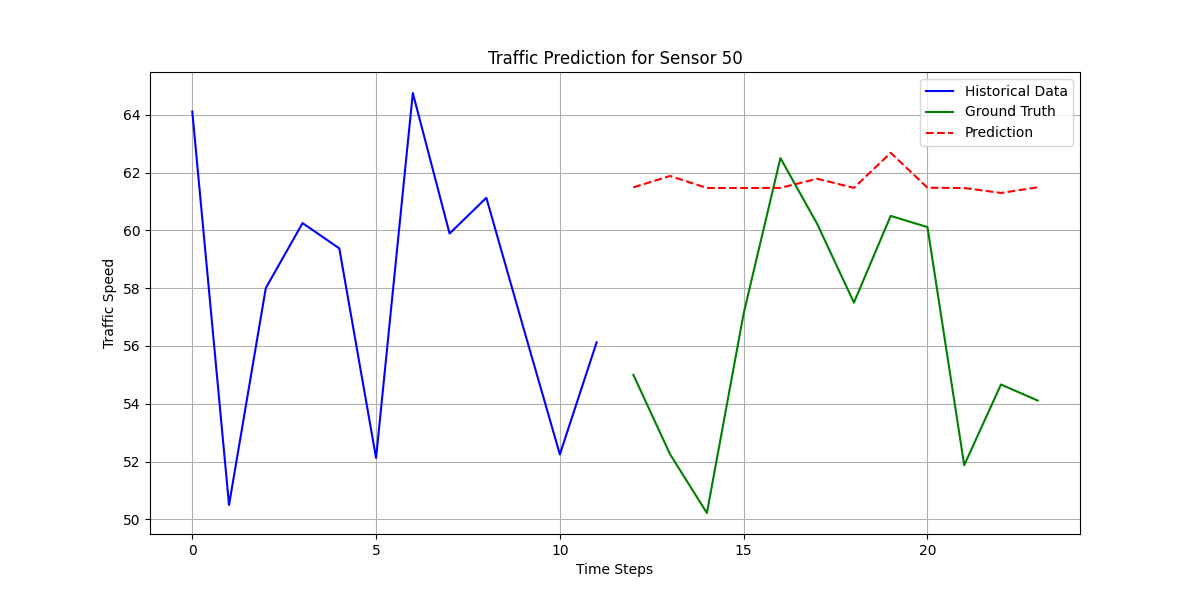 Traffic Prediction for Sensor 50
Historical Data
Ground Truth
Prediction
64
62
60
58
56
54
52
50
Traffic Speed
0 5 10 15 20
Time Steps